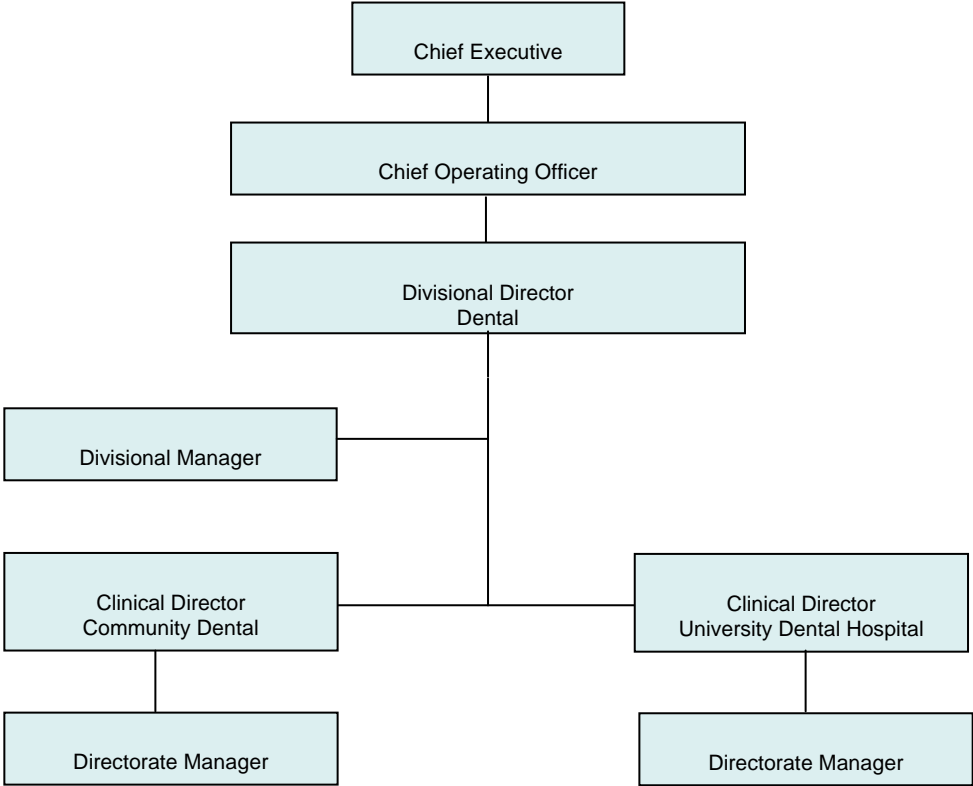 Chief Executive
Chief Operating Officer
Divisional Director
Dental
Divisional Manager
Clinical Director
Community Dental
Clinical Director
University Dental Hospital
Directorate Manager
Directorate Manager